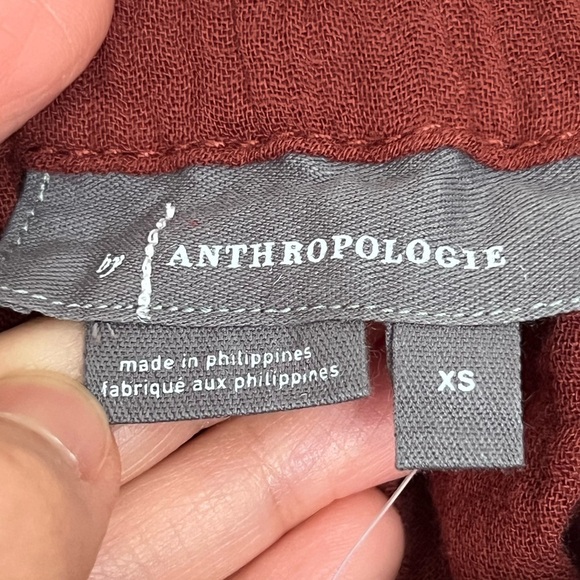 by ANTHROPOLOGIE
made in philippines
fabriqué aux philippines
XS